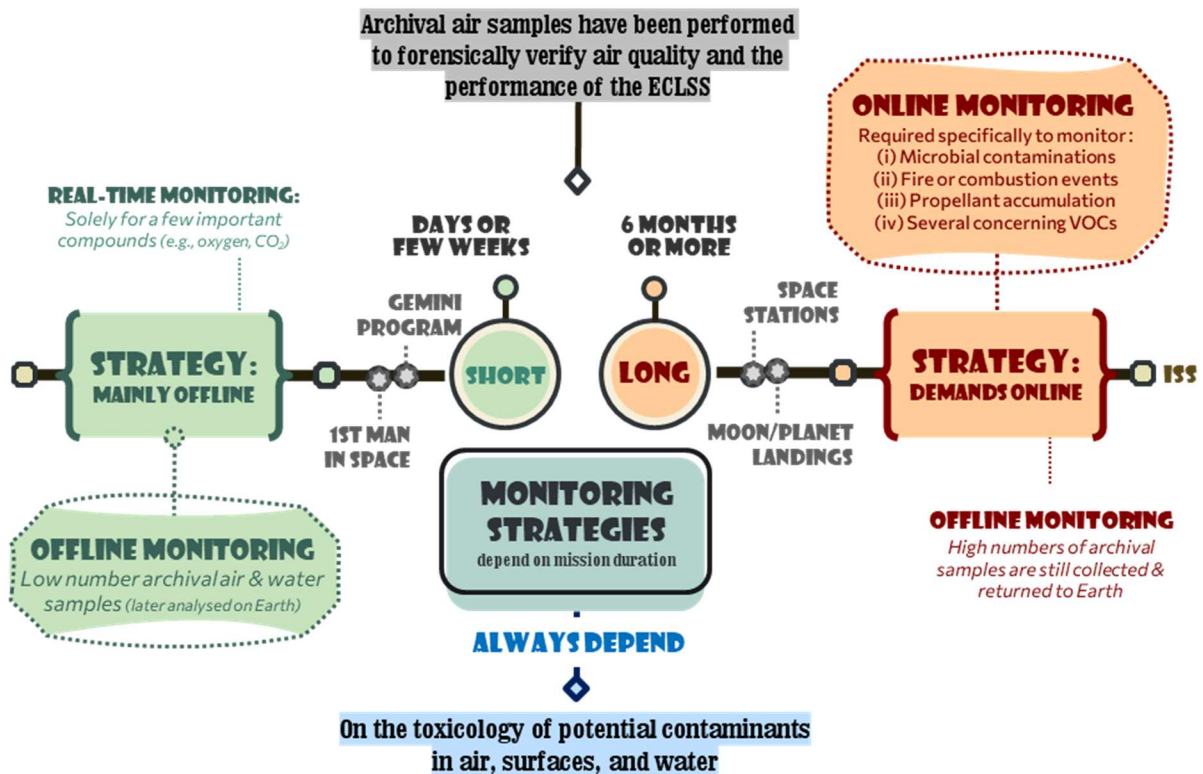 Archival air samples have been performed
to forensically verify air quality and the
performance of the ECLSS
REAL-TIME MONITORING:
Solely for a few important
compounds (e.g., oxygen, CO₂)
DAYS OR
FEW WEEKS
6 MONTHS
OR MORE
ONLINE MONITORING
Required specifically to monitor:
(i) Microbial contaminations
(ii) Fire or combustion events
(iii) Propellant accumulation
(iv) Several concerning VOCs
GEMINI
PROGRAM
SPACE
STATIONS
STRATEGY:
MAINLY OFFLINE
SHORT
LONG
STRATEGY:
DEMANDS ONLINE
ISS
1ST MAN
IN SPACE
MOON/PLANET
LANDINGS
MONITORING
STRATEGIES
depend on mission duration
OFFLINE MONITORING
Low number archival air & water
samples (later analysed on Earth)
OFFLINE MONITORING
High numbers of archival
samples are still collected &
returned to Earth
ALWAYS DEPEND
On the toxicology of potential contaminants
in air, surfaces, and water